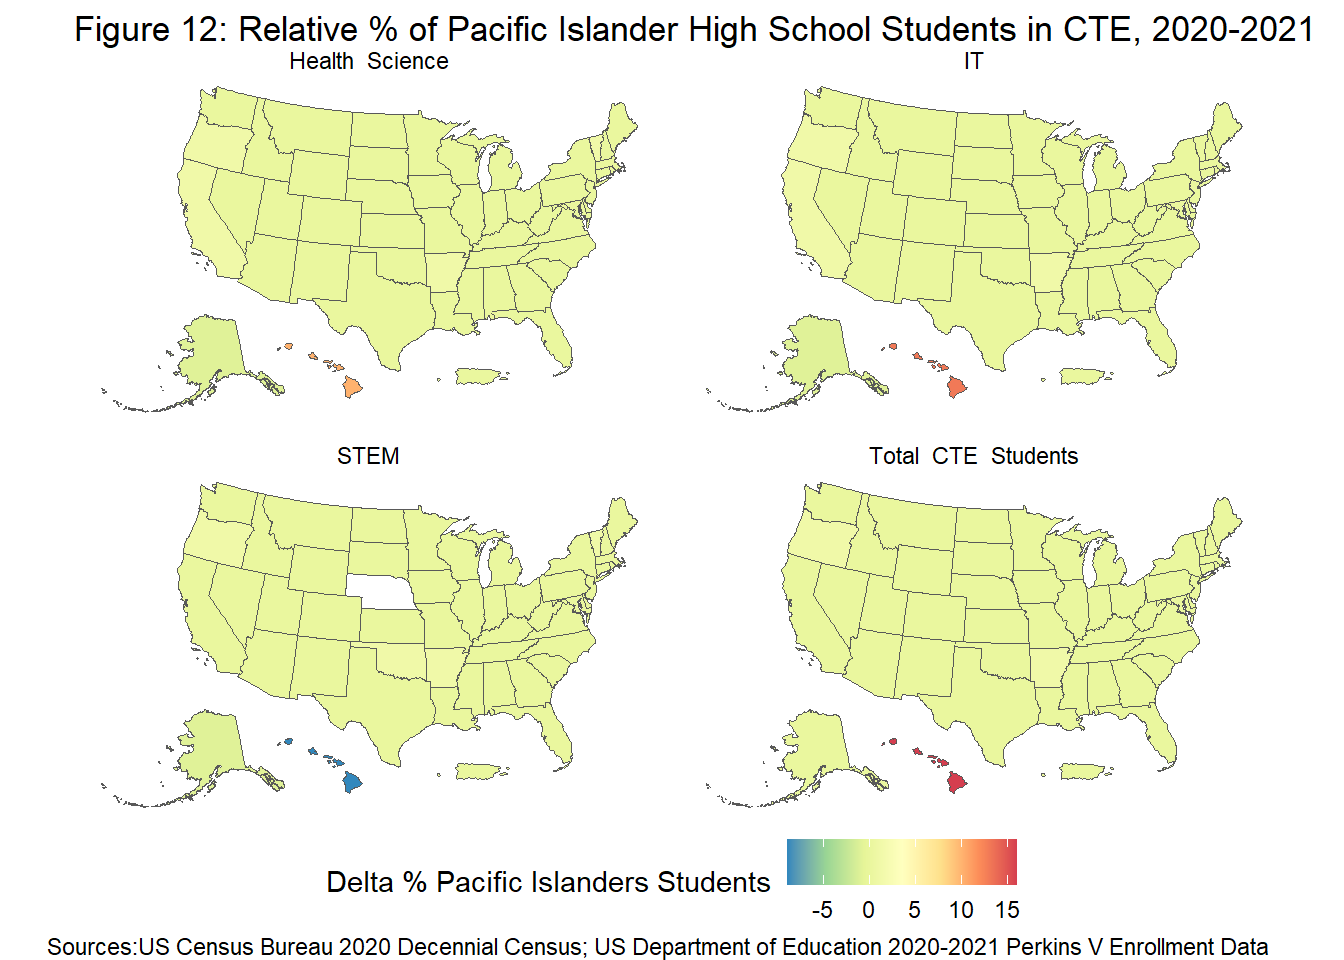 Figure 12: Relative % of Pacific Islander High School Students in CTE, 2020-2021
Health Science
IT
STEM
Total CTE Students
Delta % Pacific Islanders Students
-5 0 5 10 15
Sources:US Census Bureau 2020 Decennial Census; US Department of Education 2020-2021 Perkins V Enrollment Data